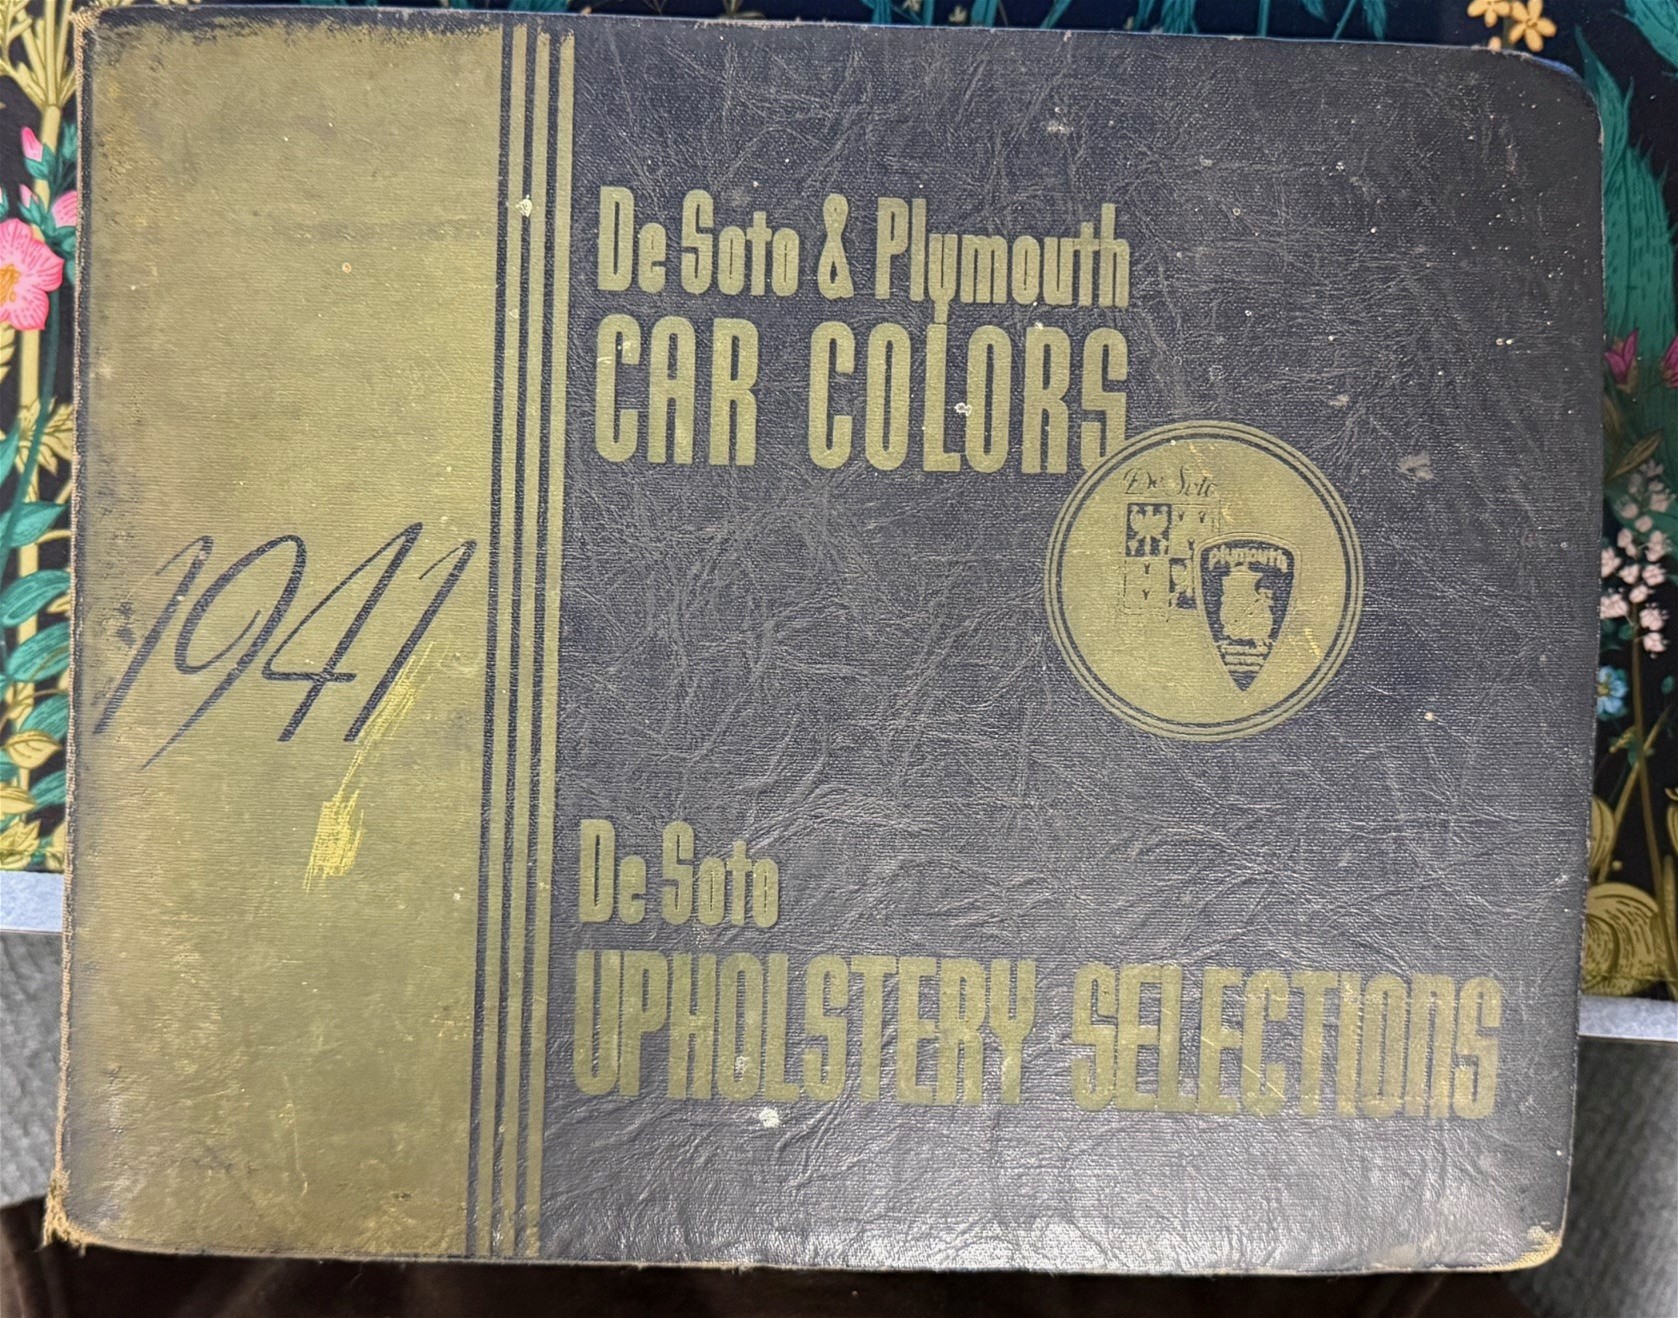 1941
De Soto & Plymouth
CAR COLORS
De Soto
Plymouth
De Soto
UPHOLSTERY SELECTIONS